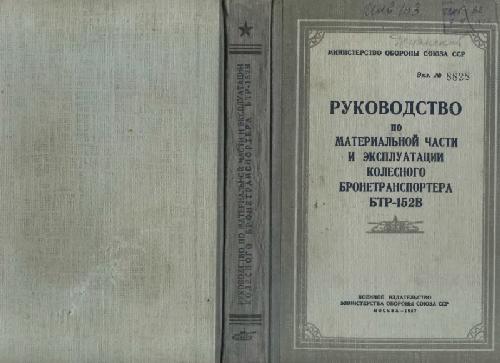 РУКОВОДСТВО ПО МАТЕРИАЛЬНОЙ ЧАСТИ И ЭКСПЛУАТАЦИИ
КОЛЕСНОГО БРОНЕТРАНСПОРТЕРА БТР-152В
МИНИСТЕРСТВО ОБОРОНЫ СОЮЗА ССР
Экз. № 8828
РУКОВОДСТВО
ПО
МАТЕРИАЛЬНОЙ ЧАСТИ
И ЭКСПЛУАТАЦИИ
КОЛЕСНОГО
БРОНЕТРАНСПОРТЕРА
БТР-152В
ВОЕННОЕ ИЗДАТЕЛЬСТВО
МИНИСТЕРСТВА ОБОРОНЫ СОЮЗА ССР
МОСКВА—1957